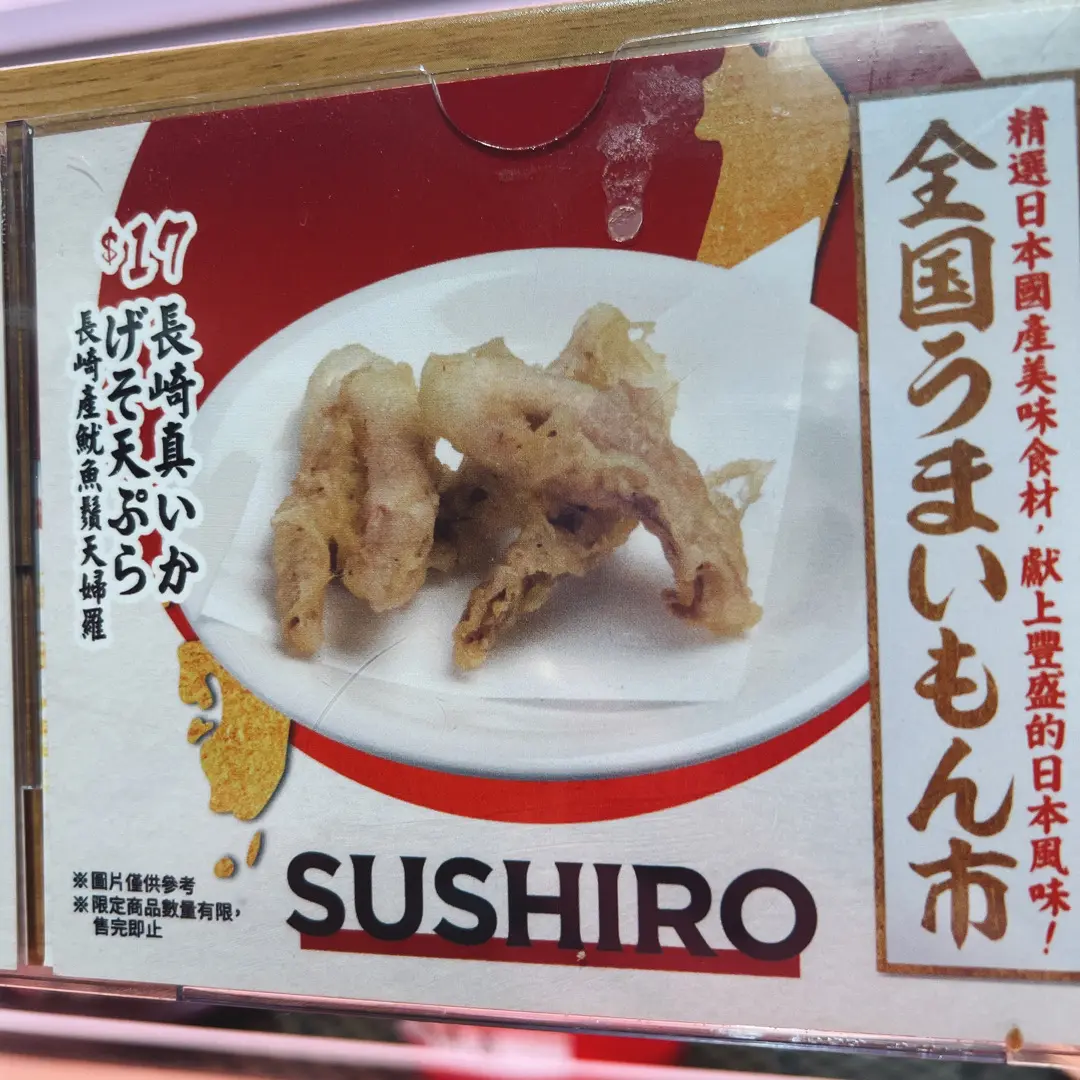 精選日本國產美味食材，獻上豐盛的日本風味！
全国うまいもん市
$17
長崎真いか
げそ天ぷら
長崎產魷魚鬚天婦羅
※圖片僅供參考
※限定商品數量有限，
售完即止
SUSHIRO